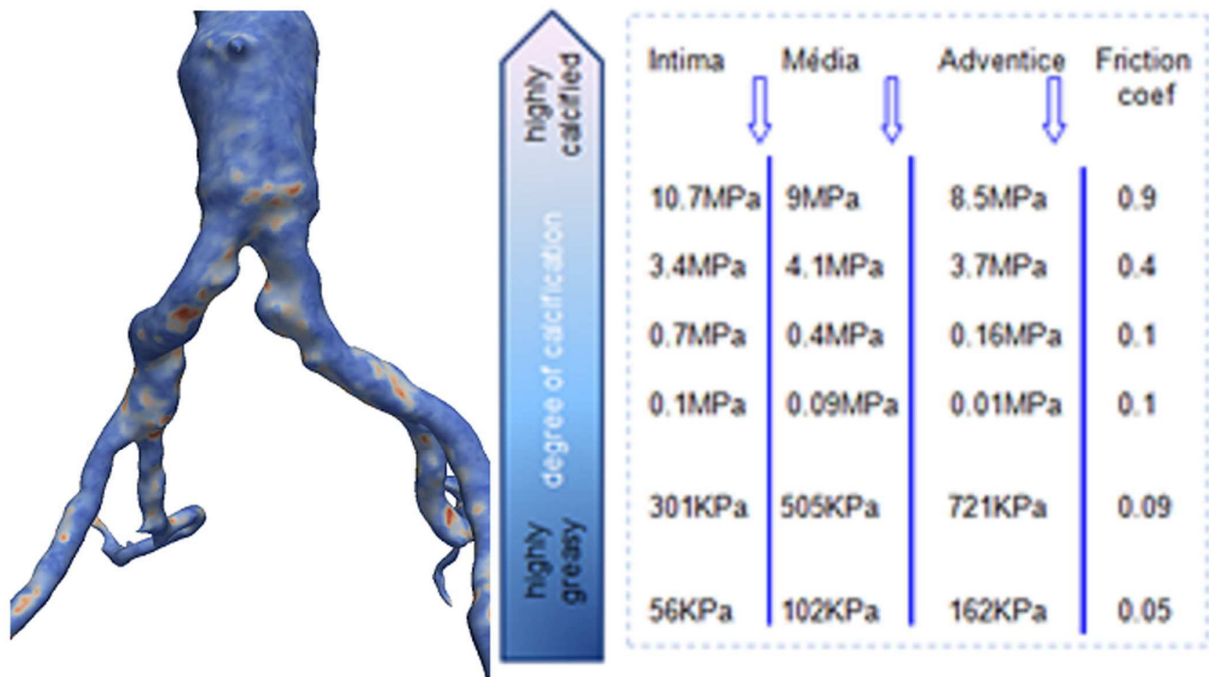 highly
calcified
degree of calcification
highly
greasy
Intima Média Adventice Friction
coef
10.7MPa 9MPa 8.5MPa 0.9
3.4MPa 4.1MPa 3.7MPa 0.4
0.7MPa 0.4MPa 0.16MPa 0.1
0.1MPa 0.09MPa 0.01MPa 0.1
301KPa 505KPa 721KPa 0.09
56KPa 102KPa 162KPa 0.05